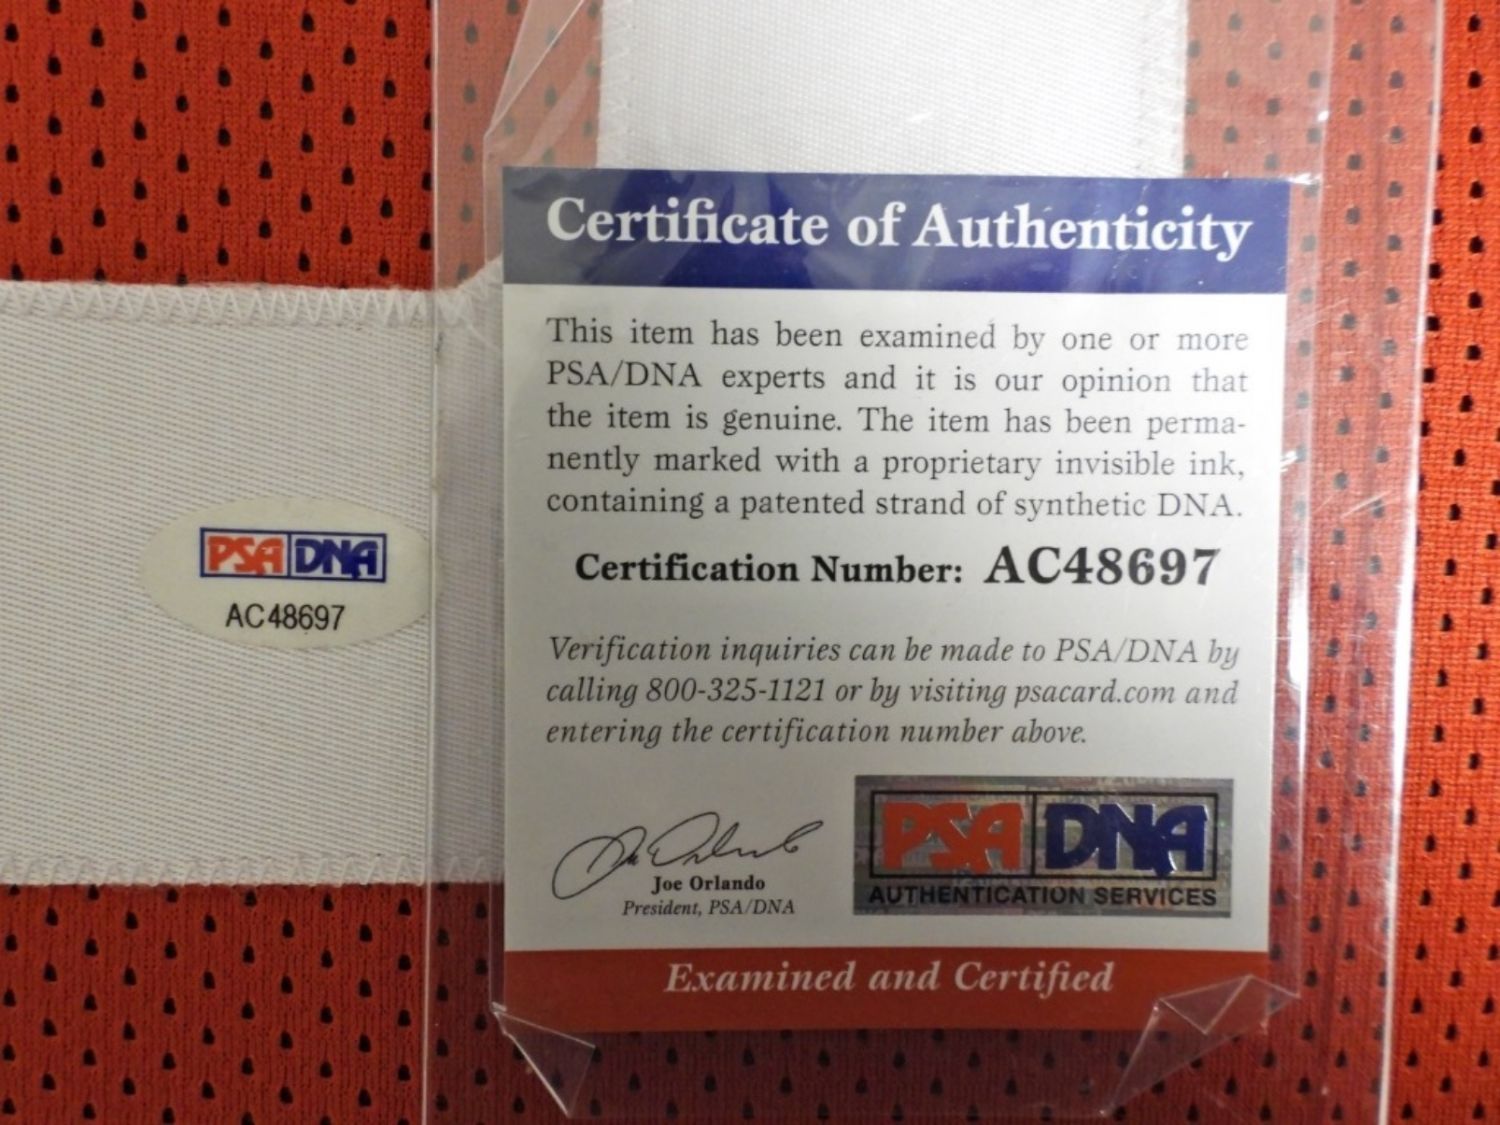 Certificate of Authenticity
This item has been examined by one or more
PSA/DNA experts and it is our opinion that
the item is genuine. The item has been perma-
nently marked with a proprietary invisible ink,
containing a patented strand of synthetic DNA.
Certification Number: AC48697
Verification inquiries can be made to PSA/DNA by
calling 800-325-1121 or by visiting psacard.com and
entering the certification number above.
Joe Orlando
President, PSA/DNA
PSA DNA
AUTHENTICATION SERVICES
Examined and Certified
PSA DNA
AC48697